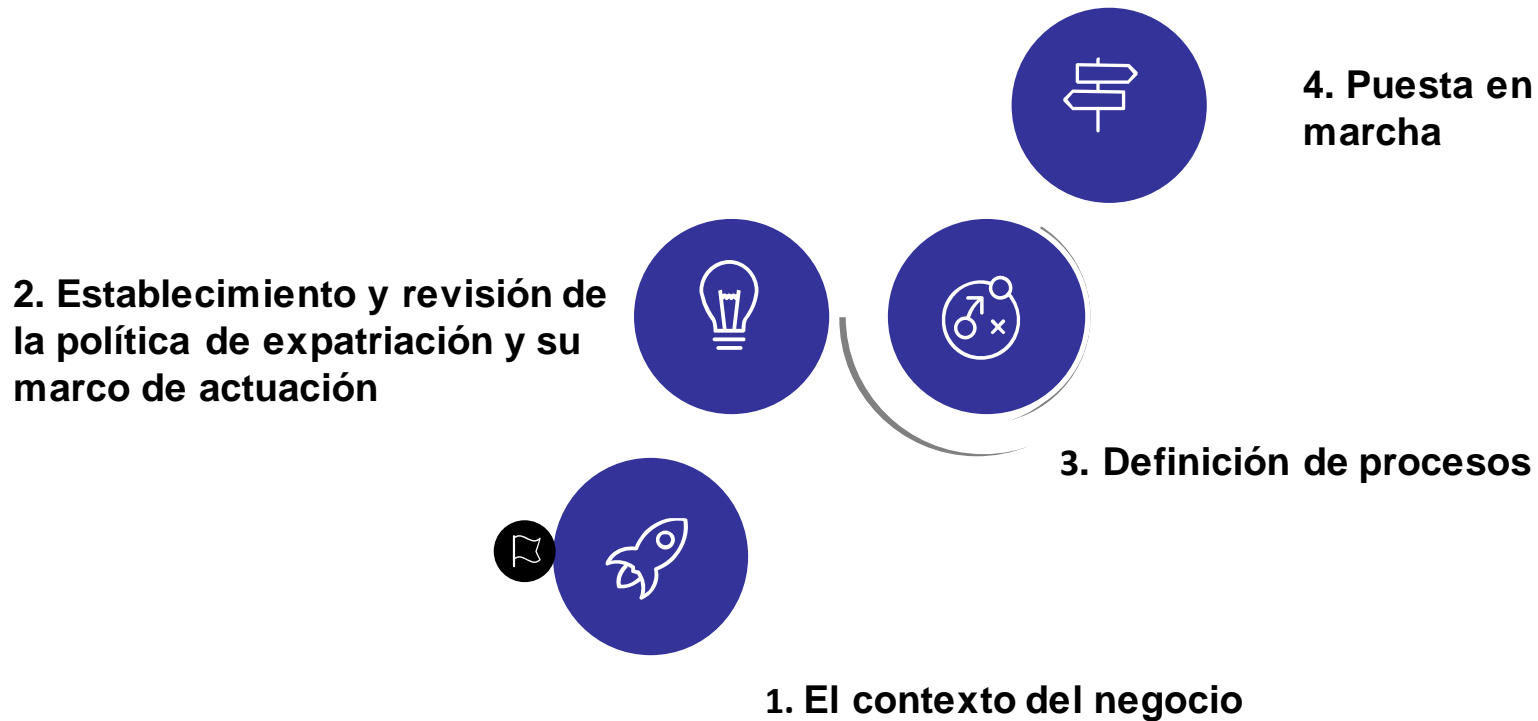 4. Puesta en
marcha
2. Establecimiento y revisión de
la política de expatriación y su
marco de actuación
3. Definición de procesos
1. El contexto del negocio